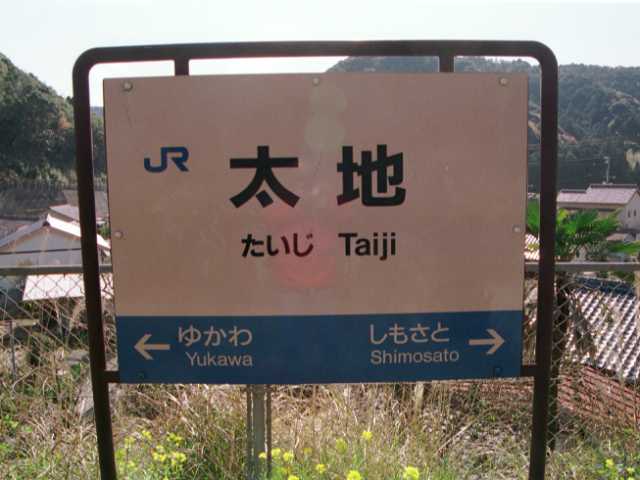 JR 太地
たいじ Taiji
← ゆかわ しもさと →
Yukawa Shimosato